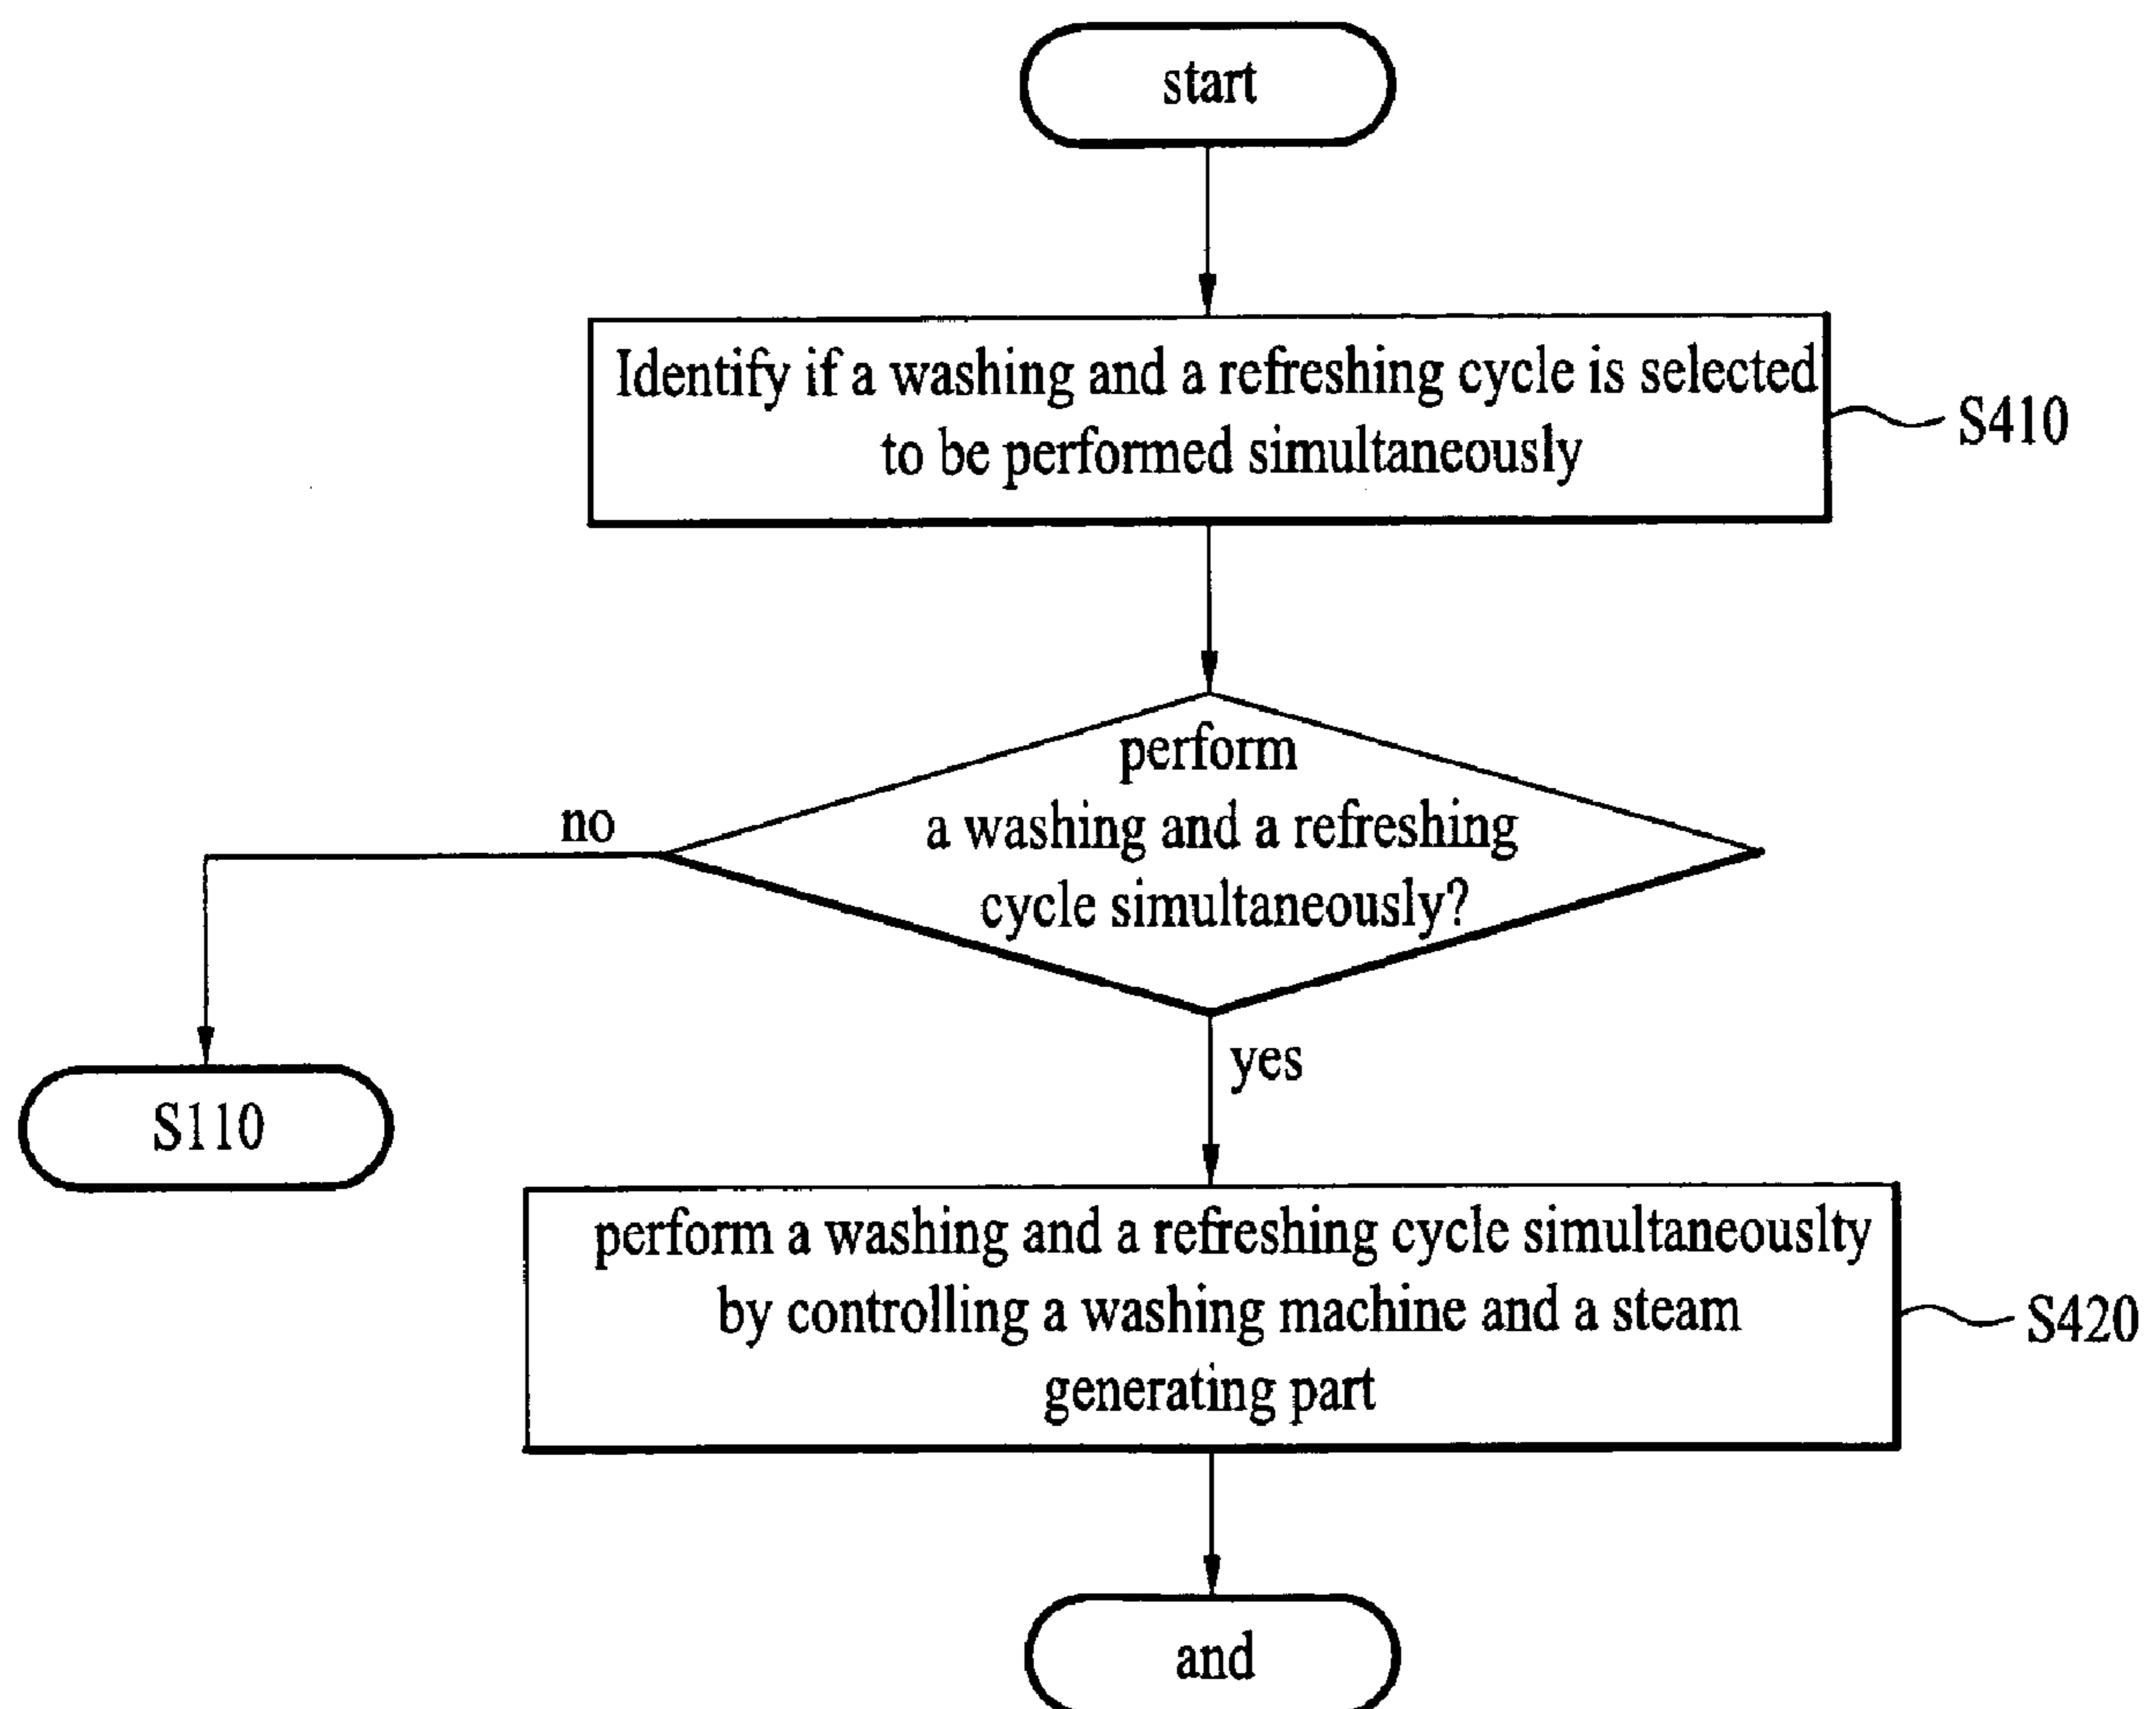 start
Identify if a washing and a refreshing cycle is selected
to be performed simultaneously
S410
perform
a washing and a refreshing
cycle simultaneously?
no
yes
S110
perform a washing and a refreshing cycle simultaneouslty
by controlling a washing machine and a steam
generating part
S420
and